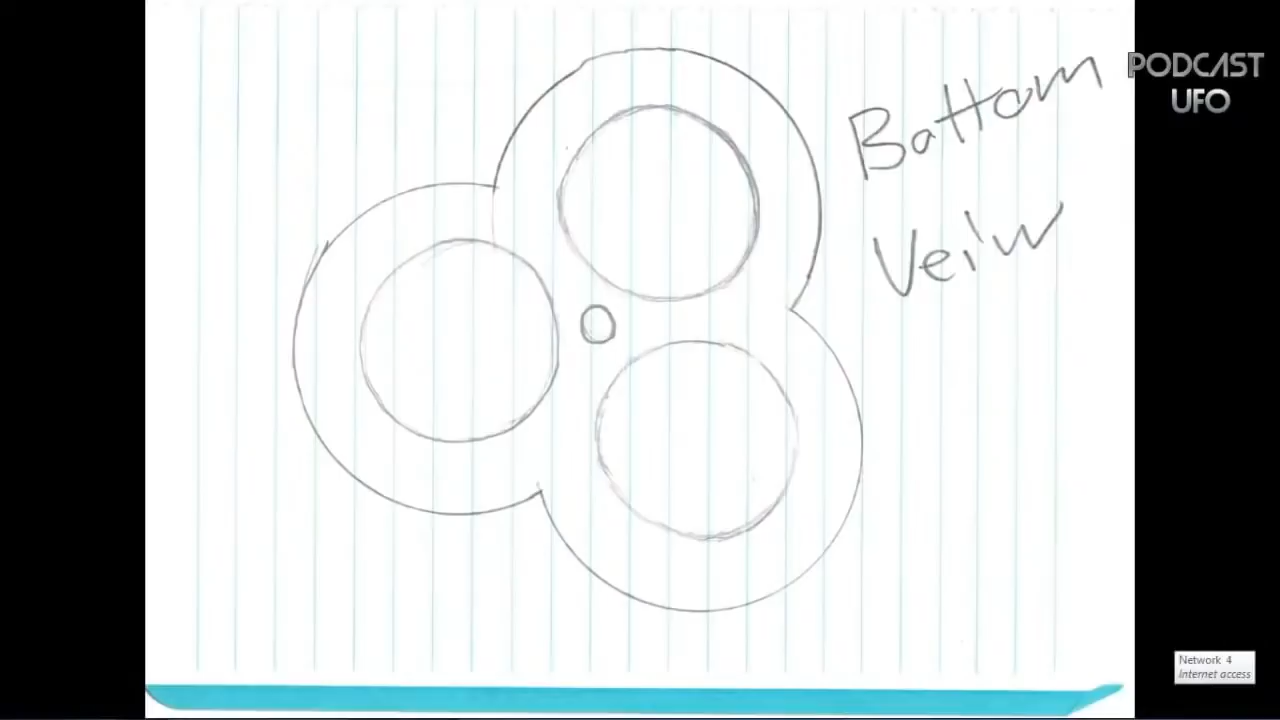 Bottom
Veiw
PODCAST
UFO
Network 4
Internet access